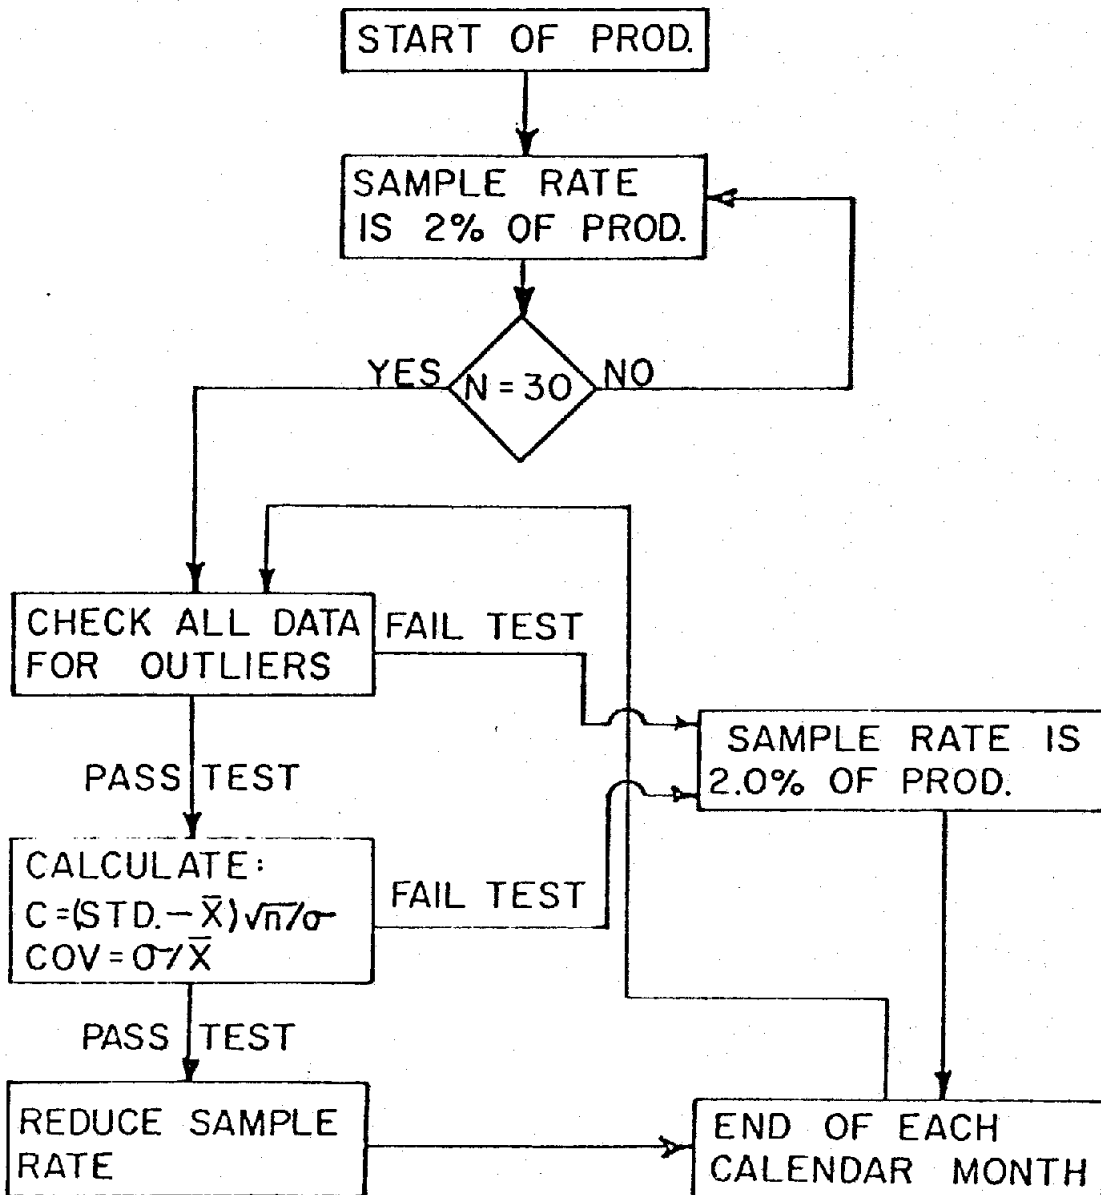 START OF PROD.
SAMPLE RATE
IS 2% OF PROD.
YES
N = 30
NO
CHECK ALL DATA
FOR OUTLIERS
FAIL TEST
SAMPLE RATE IS
2.0% OF PROD.
PASS TEST
CALCULATE:
C=(STD.-X̄)√n/σ
COV=σ/X̄
FAIL TEST
PASS TEST
REDUCE SAMPLE
RATE
END OF EACH
CALENDAR MONTH